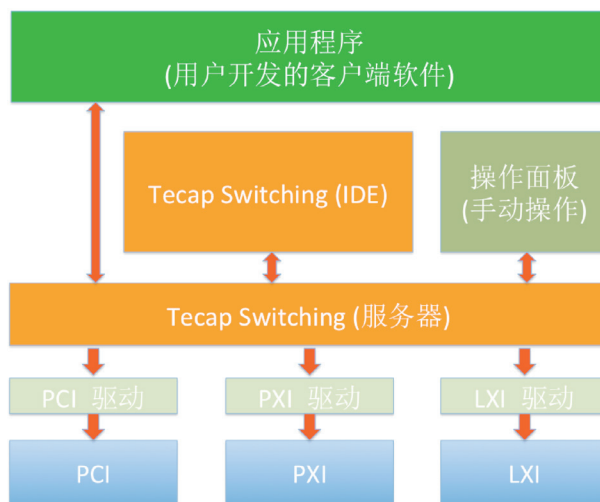 应用程序
(用户开发的客户端软件)
Tecap Switching (IDE)
操作面板
(手动操作)
Tecap Switching (服务器)
PCI 驱动
PXI 驱动
LXI 驱动
PCI
PXI
LXI